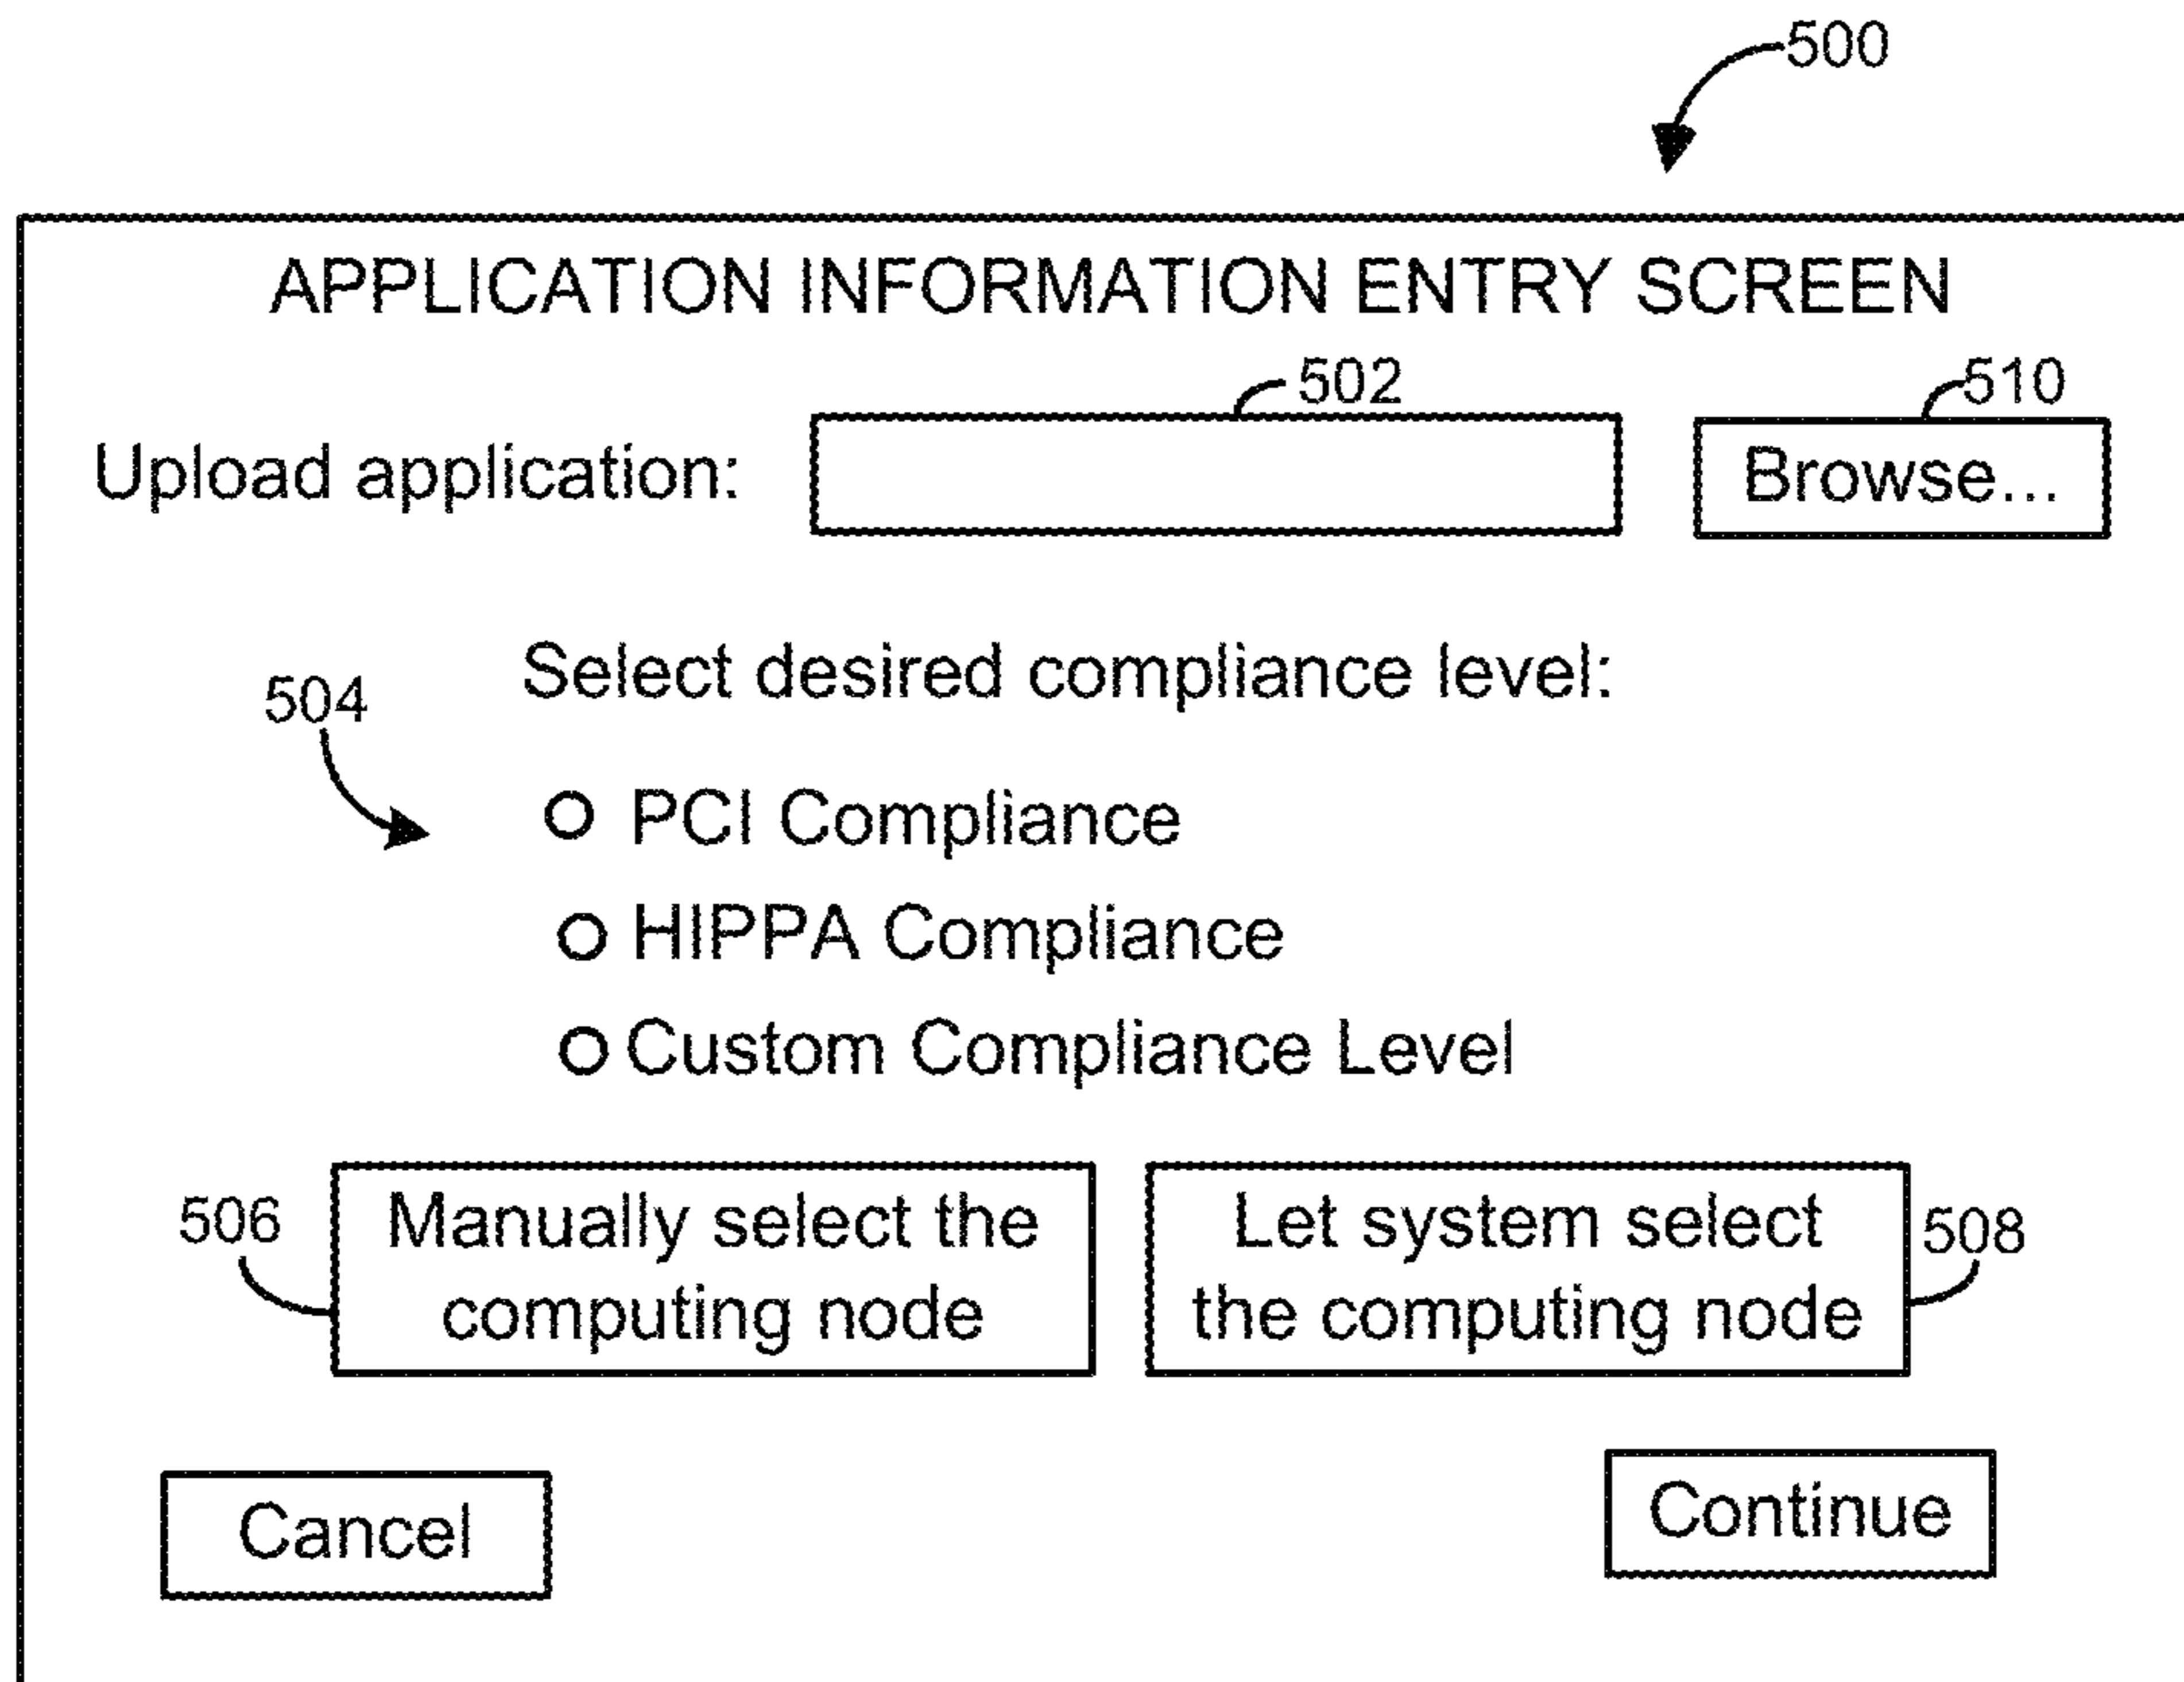 500
APPLICATION INFORMATION ENTRY SCREEN
502
510
Upload application:
Browse...
Select desired compliance level:
504
PCI Compliance
HIPPA Compliance
Custom Compliance Level
506
Manually select the
computing node
Let system select
the computing node
508
Cancel
Continue